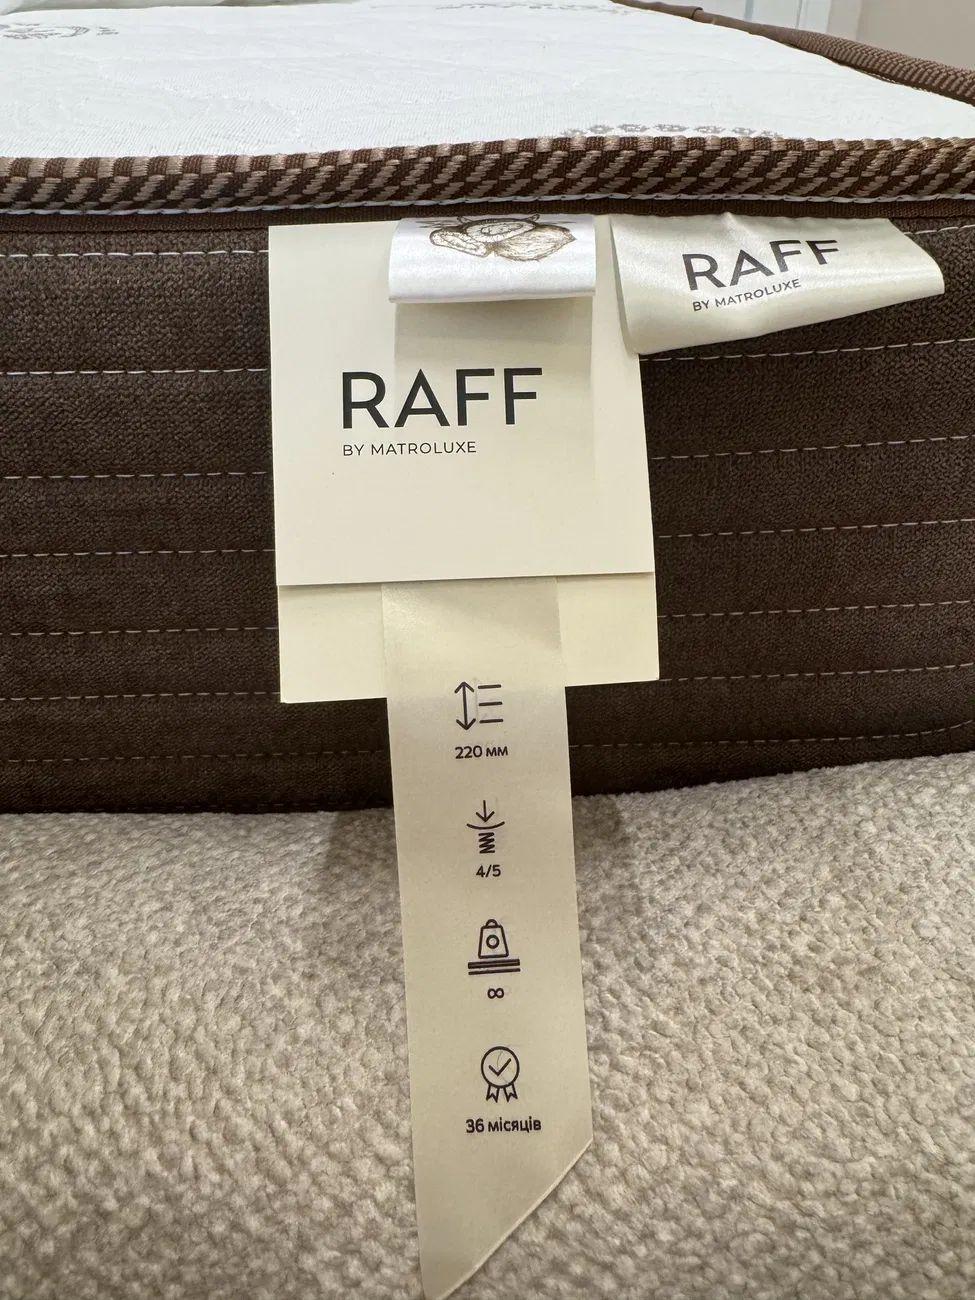 RAFF
BY MATROLUXE
RAFF
BY MATROLUXE
220 мм
4/5
∞
36 місяців